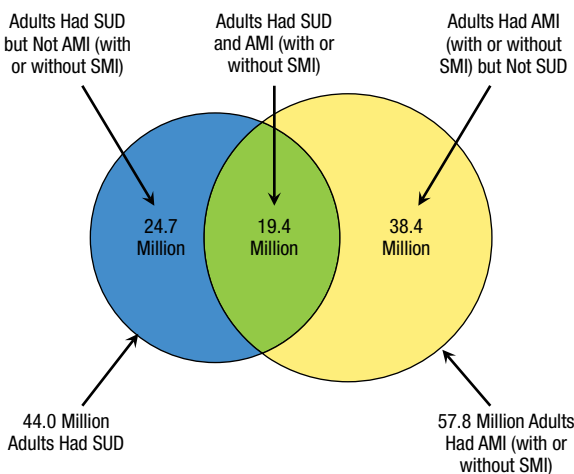 Adults Had SUD
but Not AMI (with
or without SMI)
Adults Had SUD
and AMI (with or
without SMI)
Adults Had AMI
(with or without
SMI) but Not SUD
24.7
Million
19.4
Million
38.4
Million
44.0 Million
Adults Had SUD
57.8 Million Adults
Had AMI (with or
without SMI)